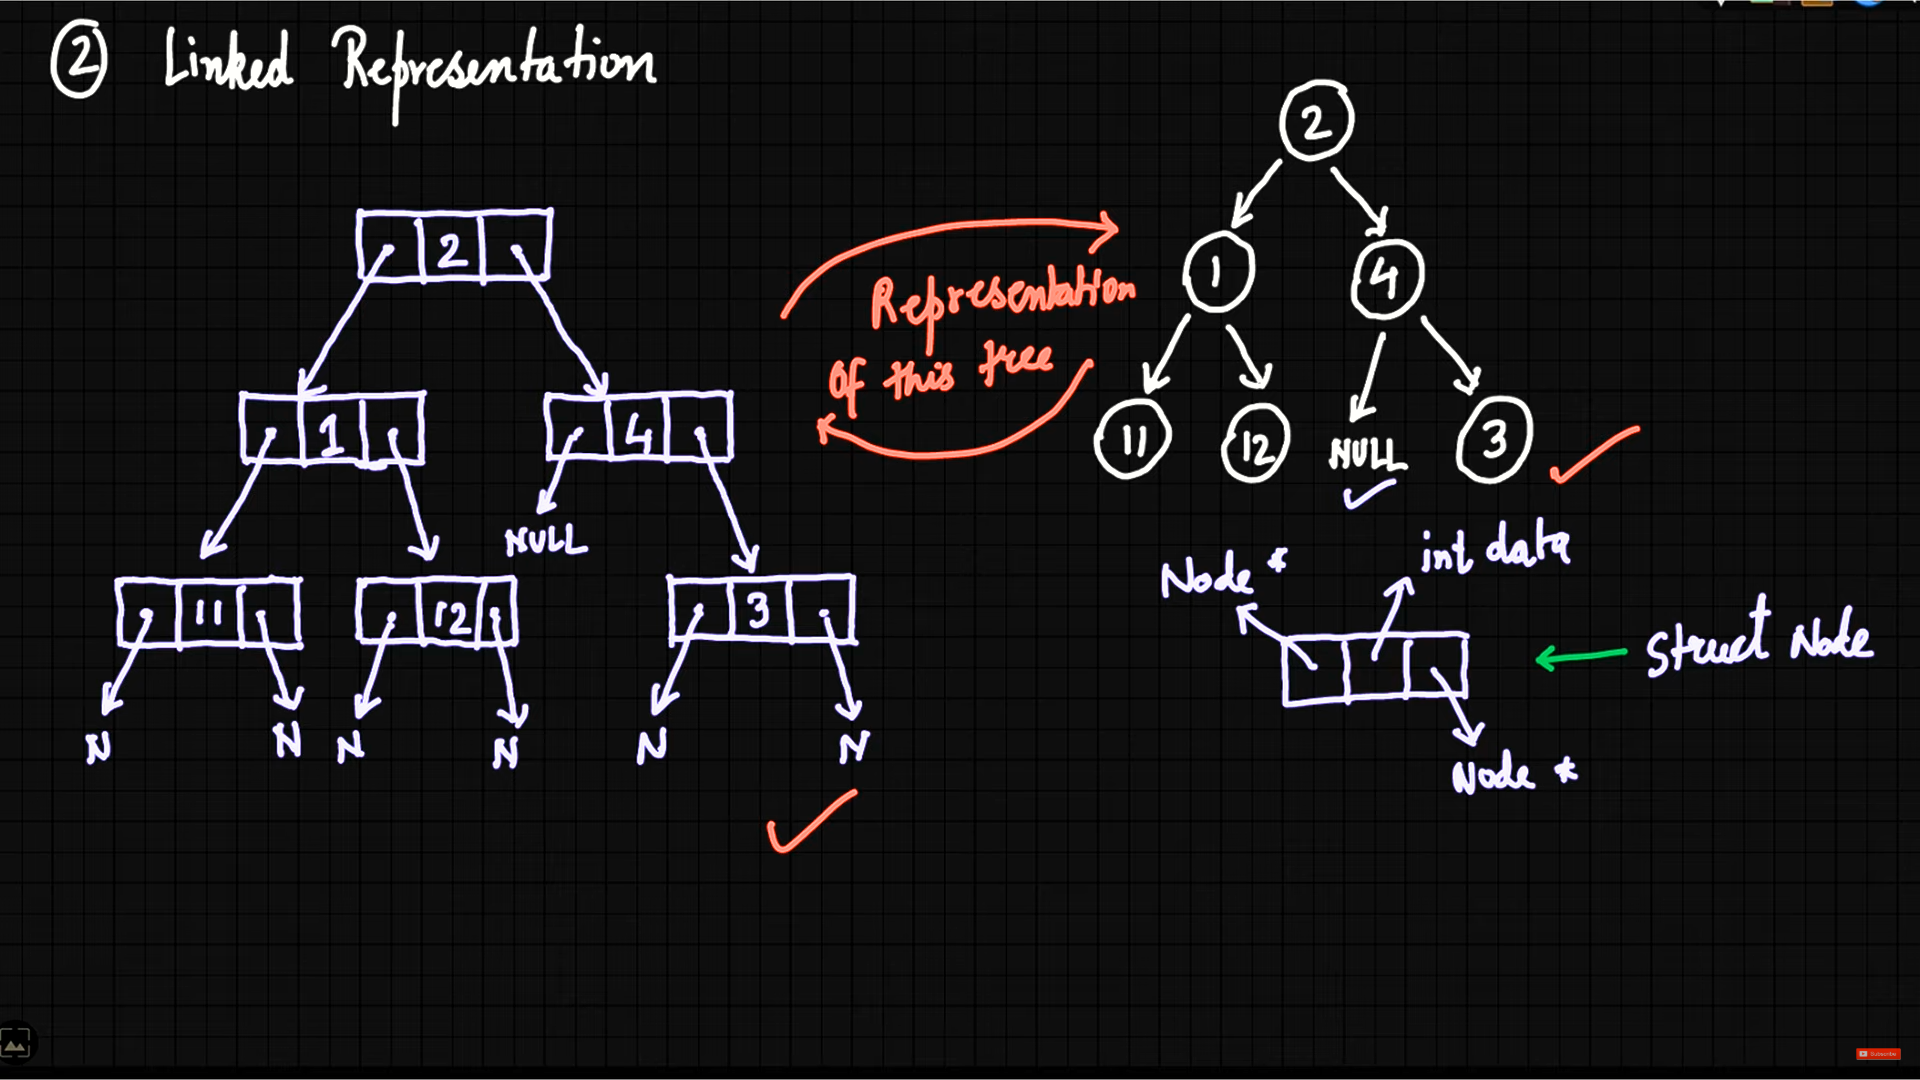 ② Linked Representation
2
1 4
NULL
11 12 3
N N N N N N
Representation
Of this tree
2
1 4
11 12 NULL 3
Node * int data
Struct Node
Node *
Subscribe